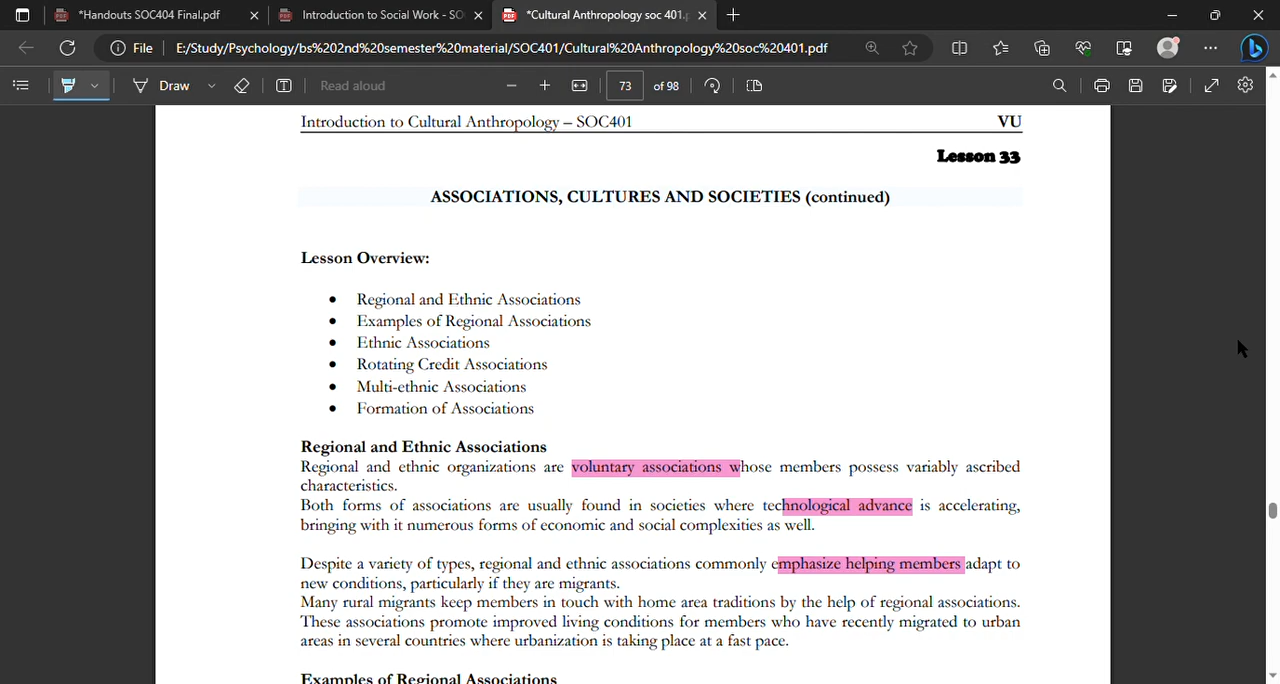 *Handouts SOC404 Final.pdf
Introduction to Social Work - SO
*Cultural Anthropology soc 401.p
File
E:/Study/Psychology/bs%202nd%20semester%20material/SOC401/Cultural%20Anthropology%20soc%20401.pdf
Draw
Read aloud
73
of 98
Introduction to Cultural Anthropology – SOC401 VU
Lesson 33
ASSOCIATIONS, CULTURES AND SOCIETIES (continued)
Lesson Overview:
• Regional and Ethnic Associations
• Examples of Regional Associations
• Ethnic Associations
• Rotating Credit Associations
• Multi-ethnic Associations
• Formation of Associations
Regional and Ethnic Associations
Regional and ethnic organizations are voluntary associations whose members possess variably ascribed
characteristics.
Both forms of associations are usually found in societies where technological advance is accelerating,
bringing with it numerous forms of economic and social complexities as well.
Despite a variety of types, regional and ethnic associations commonly emphasize helping members adapt to
new conditions, particularly if they are migrants.
Many rural migrants keep members in touch with home area traditions by the help of regional associations.
These associations promote improved living conditions for members who have recently migrated to urban
areas in several countries where urbanization is taking place at a fast pace.
Examples of Regional Associations